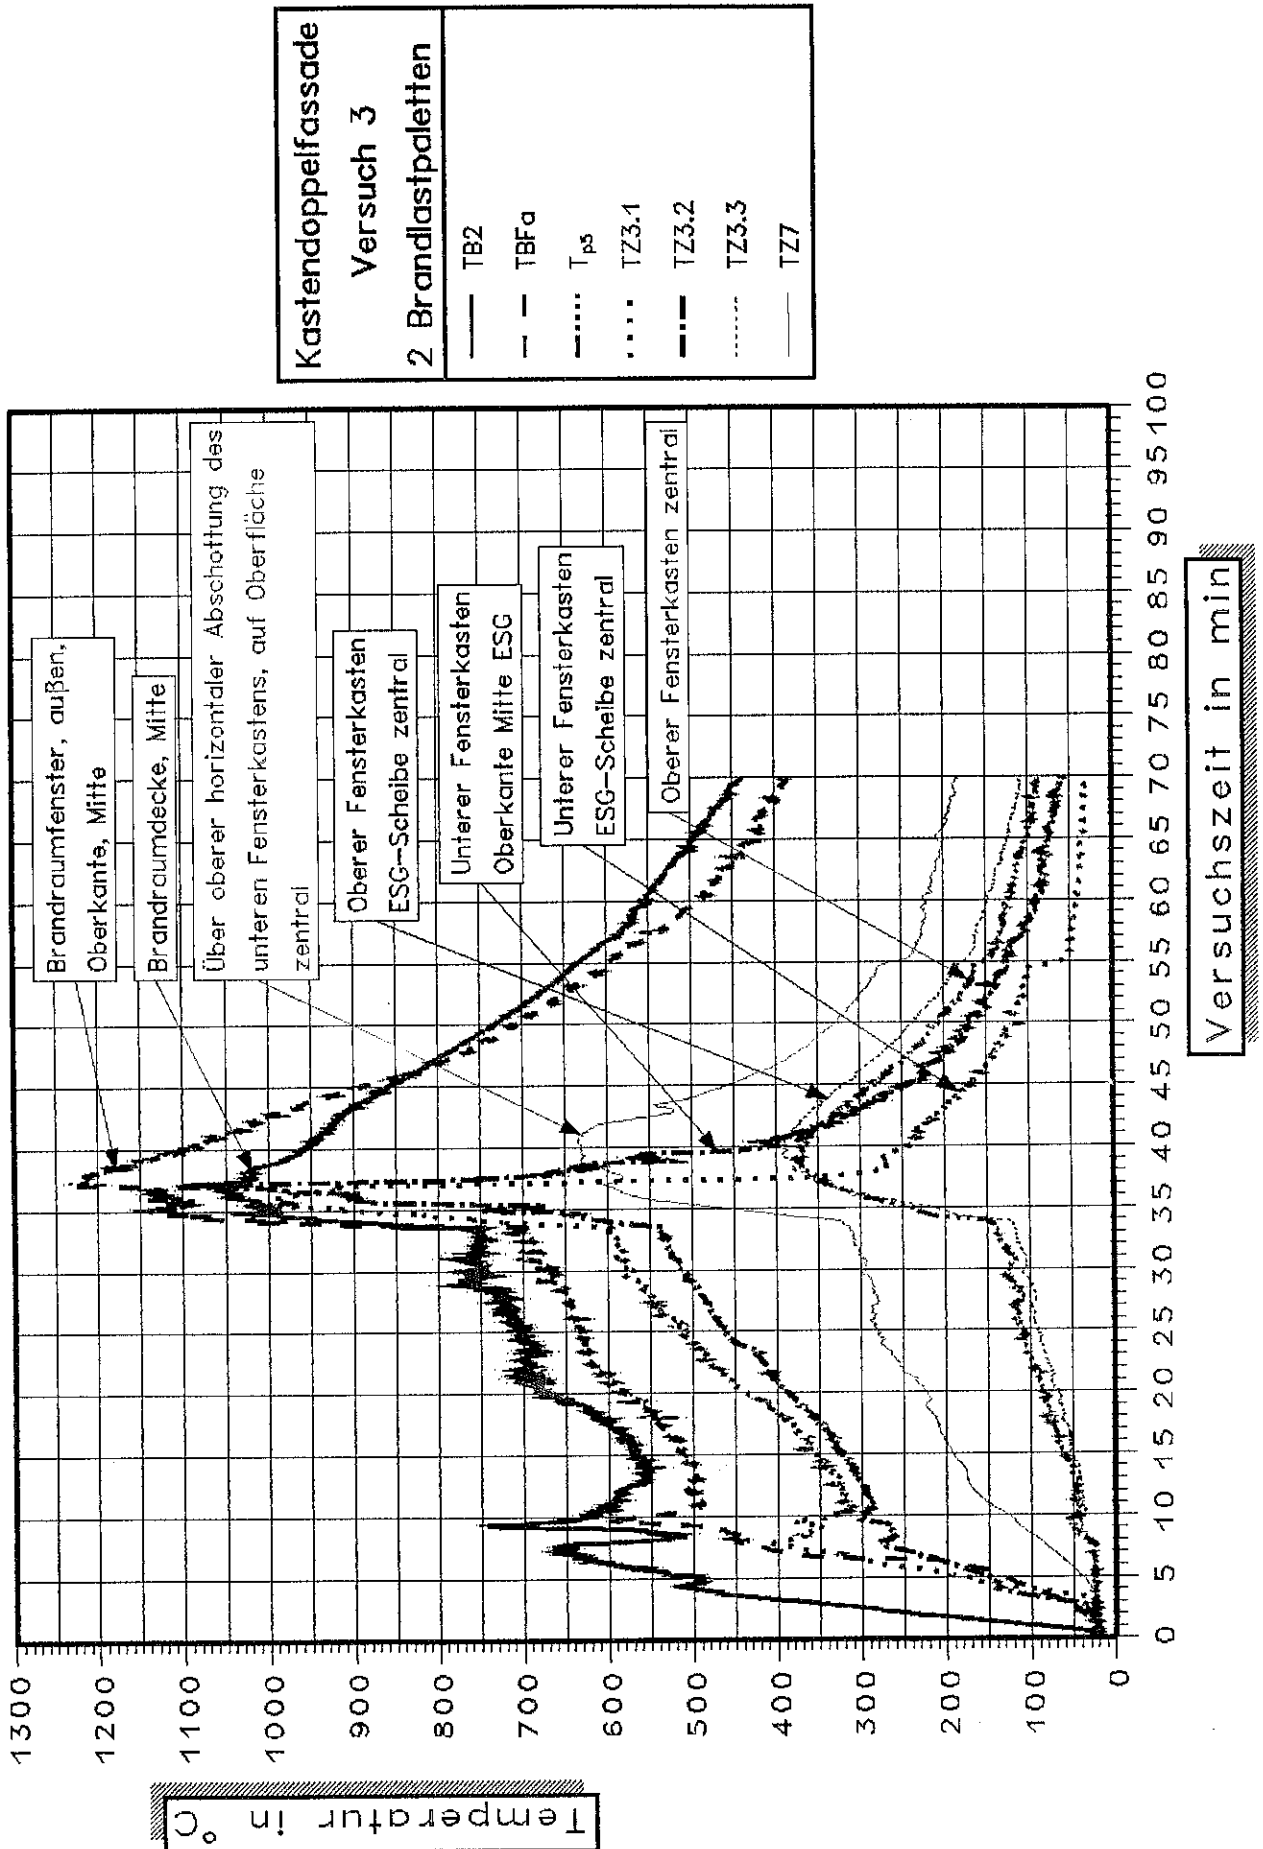 Kastendoppelfassade
Versuch 3
2 Brandlastpaletten
TB2
TBFa
Tp5
TZ3.1
TZ3.2
TZ3.3
TZ7
Temperatur in °C
1300
1200
1100
1000
900
800
700
600
500
400
300
200
100
0
Brandraumfenster, außen,
Oberkante, Mitte
Brandraumdecke, Mitte
Über oberer horizontaler Abschottung des
unteren Fensterkastens, auf Oberfläche
zentral
Oberer Fensterkasten
ESG-Scheibe zentral
Unterer Fensterkasten
Oberkante Mitte ESG
Unterer Fensterkasten
ESG-Scheibe zentral
Oberer Fensterkasten zentral
0 5 10 15 20 25 30 35 40 45 50 55 60 65 70 75 80 85 90 95 100
Versuchszeit in min